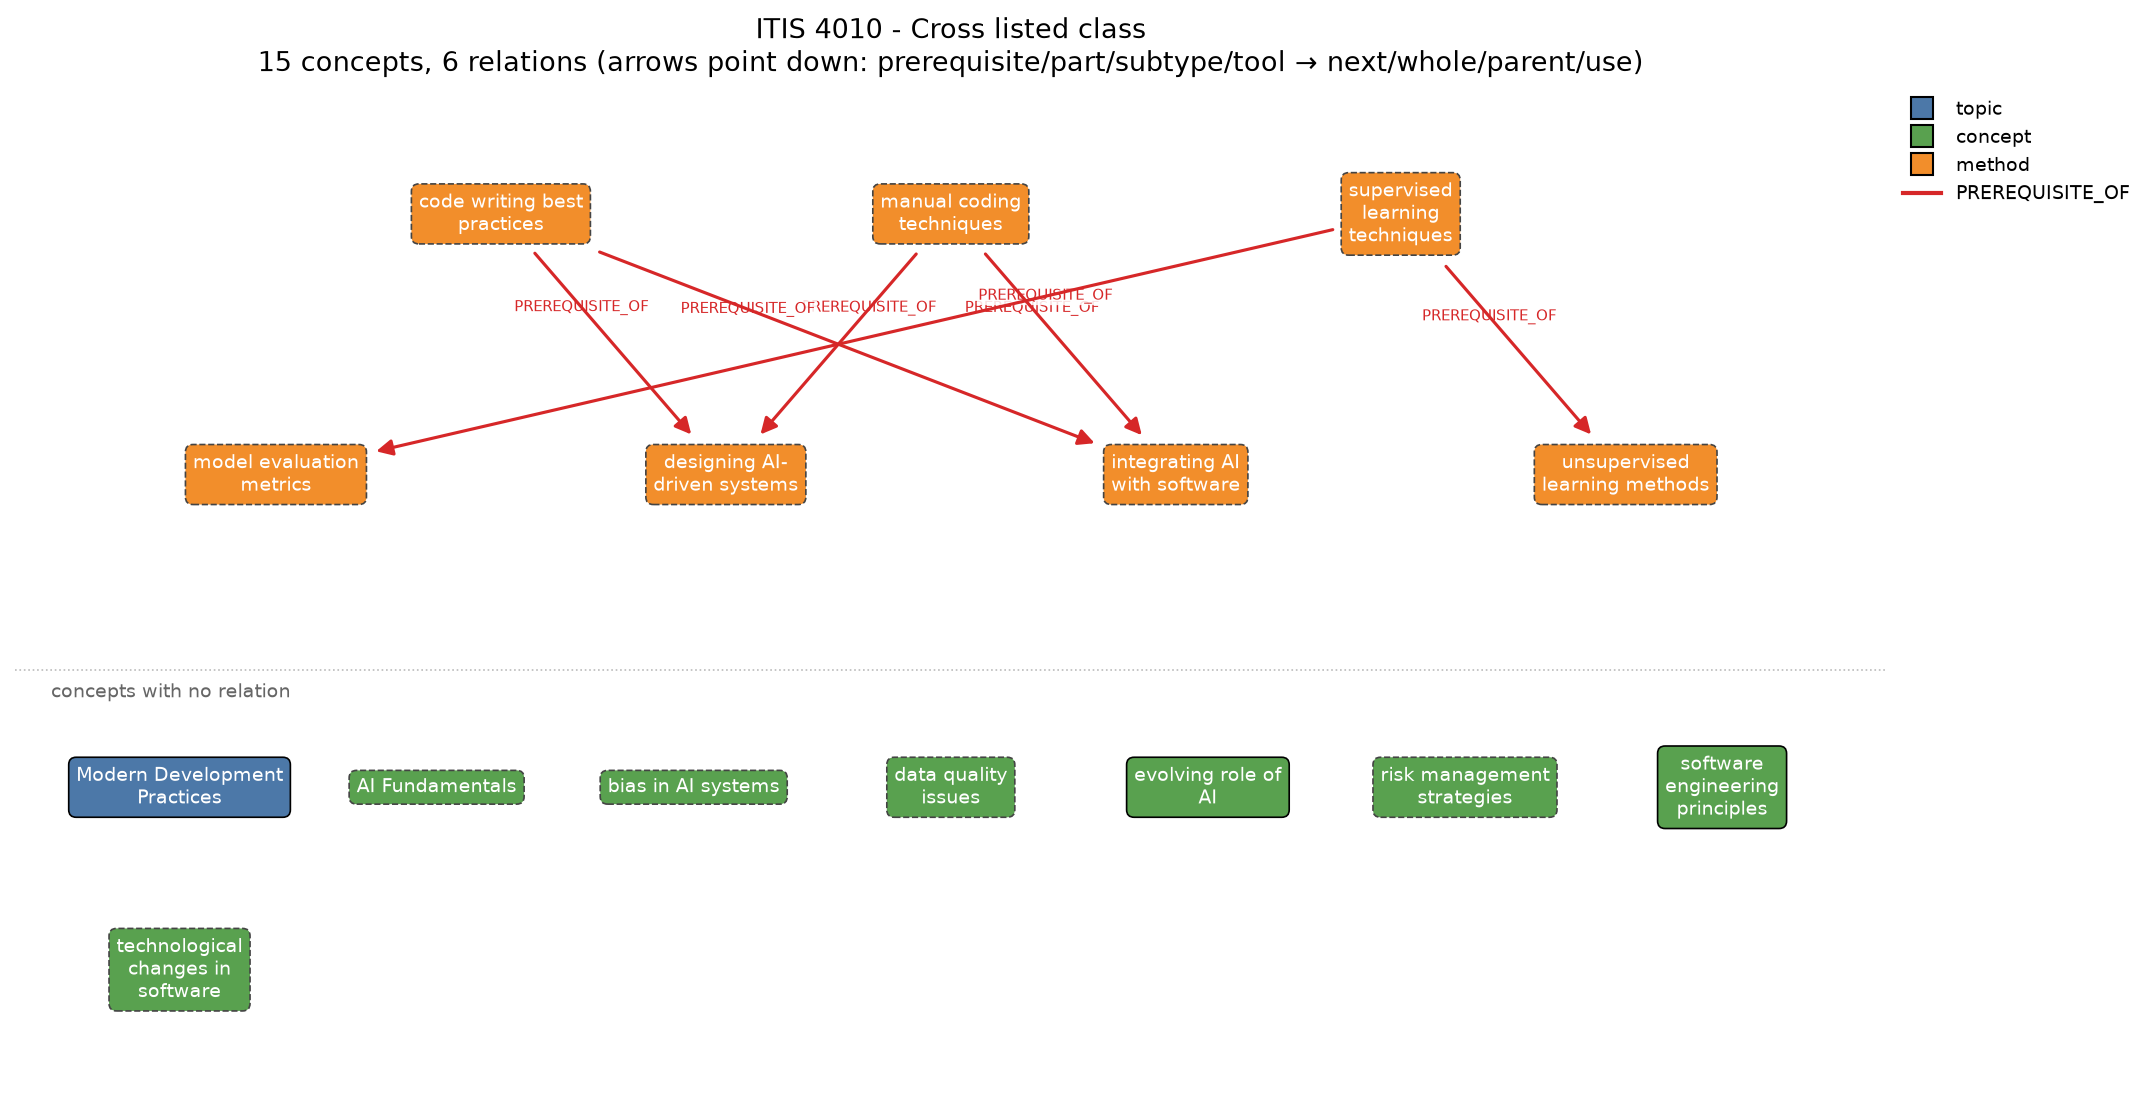 ITIS 4010 - Cross listed class
15 concepts, 6 relations (arrows point down: prerequisite/part/subtype/tool → next/whole/parent/use)
topic
concept
method
PREREQUISITE_OF
code writing best
practices
manual coding
techniques
supervised
learning
techniques
PREREQUISITE_OF
PREREQUISITE_OF
PREREQUISITE_OF
PREREQUISITE_OF
PREREQUISITE_OF
PREREQUISITE_OF
model evaluation
metrics
designing AI-
driven systems
integrating AI
with software
unsupervised
learning methods
concepts with no relation
Modern Development
Practices
AI Fundamentals
bias in AI systems
data quality
issues
evolving role of
AI
risk management
strategies
software
engineering
principles
technological
changes in
software